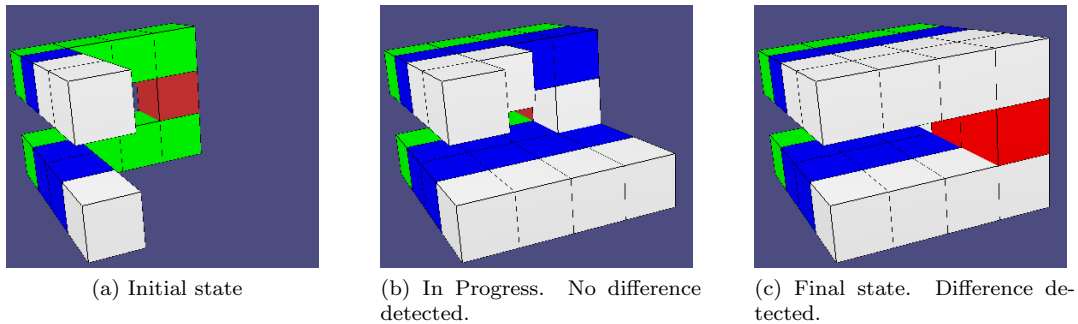 (a) Initial state
(b) In Progress. No difference
detected.
(c) Final state. Difference de-
tected.